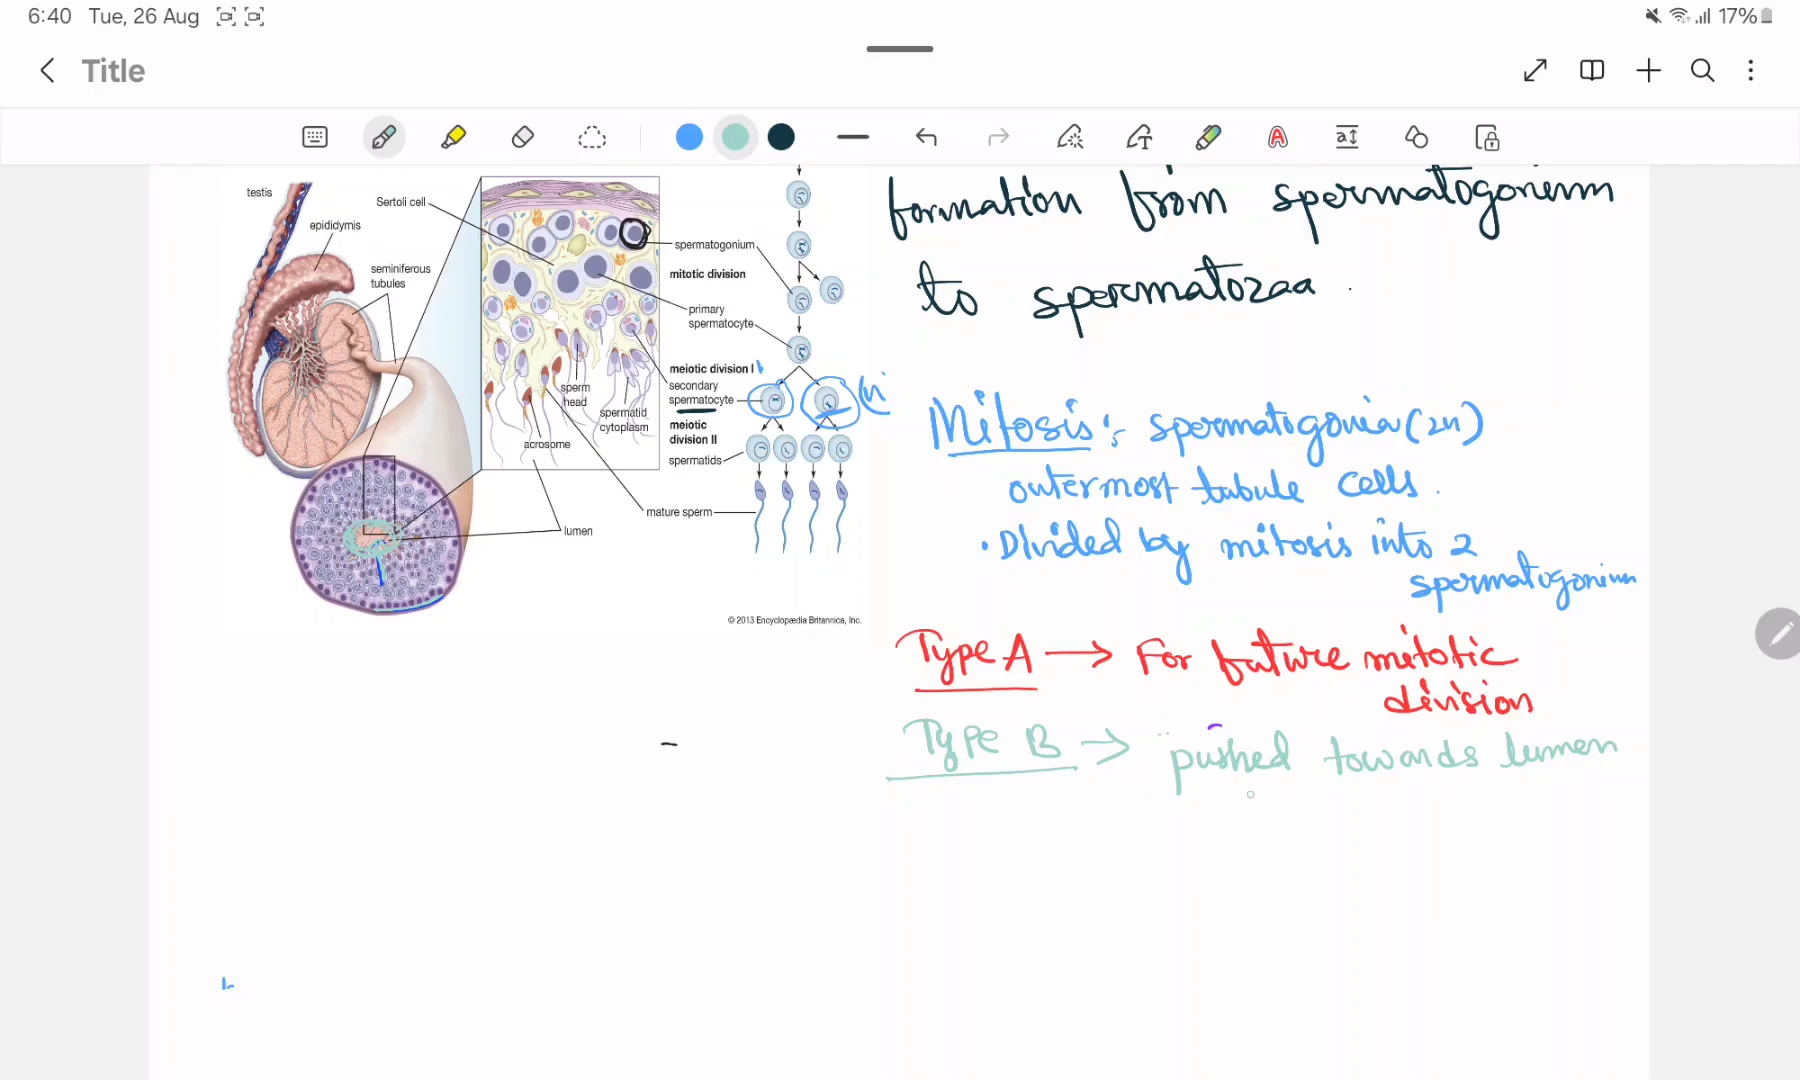 6:40 Tue, 26 Aug 17%
Title
testis
epididymis
seminiferous
tubules
Sertoli cell
spermatogonium
mitotic division
primary
spermatocyte
meiotic division I
secondary
spermatocyte
meiotic
division II
spermatids
sperm
head
spermatid
cytoplasm
acrosome
mature sperm
lumen
© 2013 Encyclopædia Britannica, Inc.
formation from spermatogonium
to spermatozaa.
Mitosis: spermatogonia (2n)
outermost tubule cells.
• Divided by mitosis into 2
spermatogonium
Type A → For future mitotic
division
Type B → pushed towards lumen